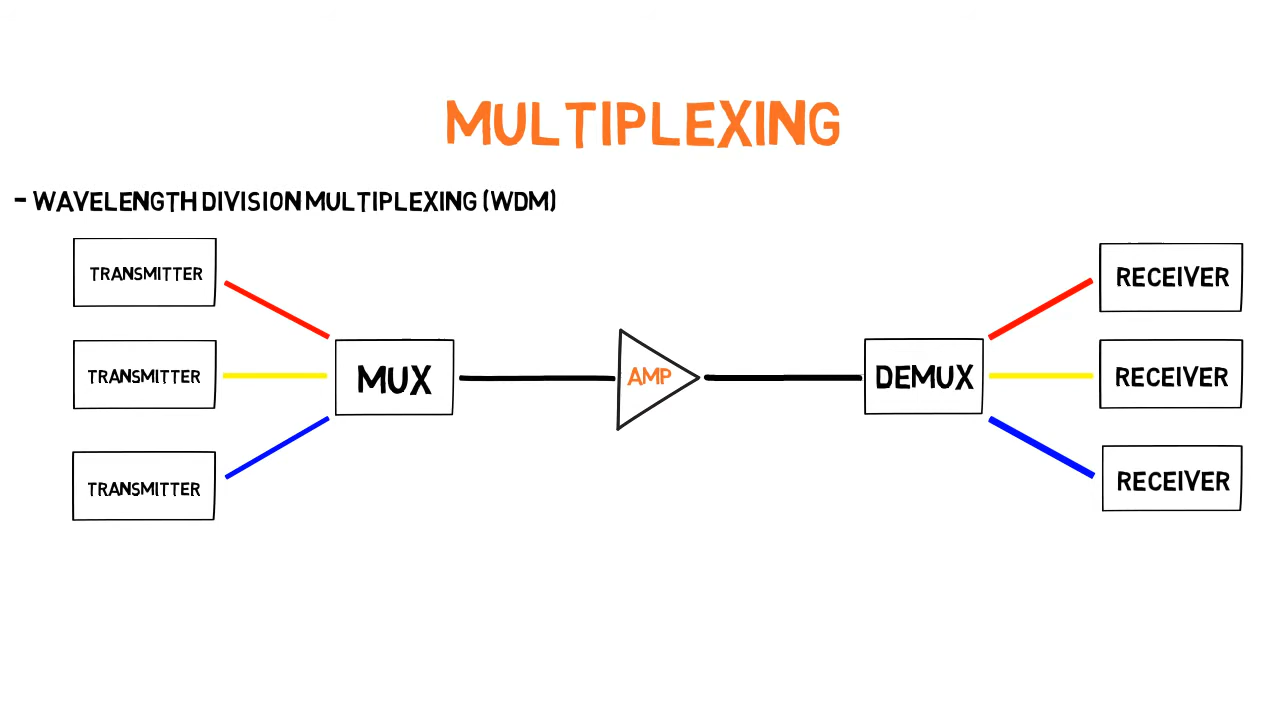 MULTIPLEXING
- WAVELENGTH DIVISION MULTIPLEXING (WDM)
TRANSMITTER
RECEIVER
TRANSMITTER
MUX
AMP
DEMUX
RECEIVER
TRANSMITTER
RECEIVER